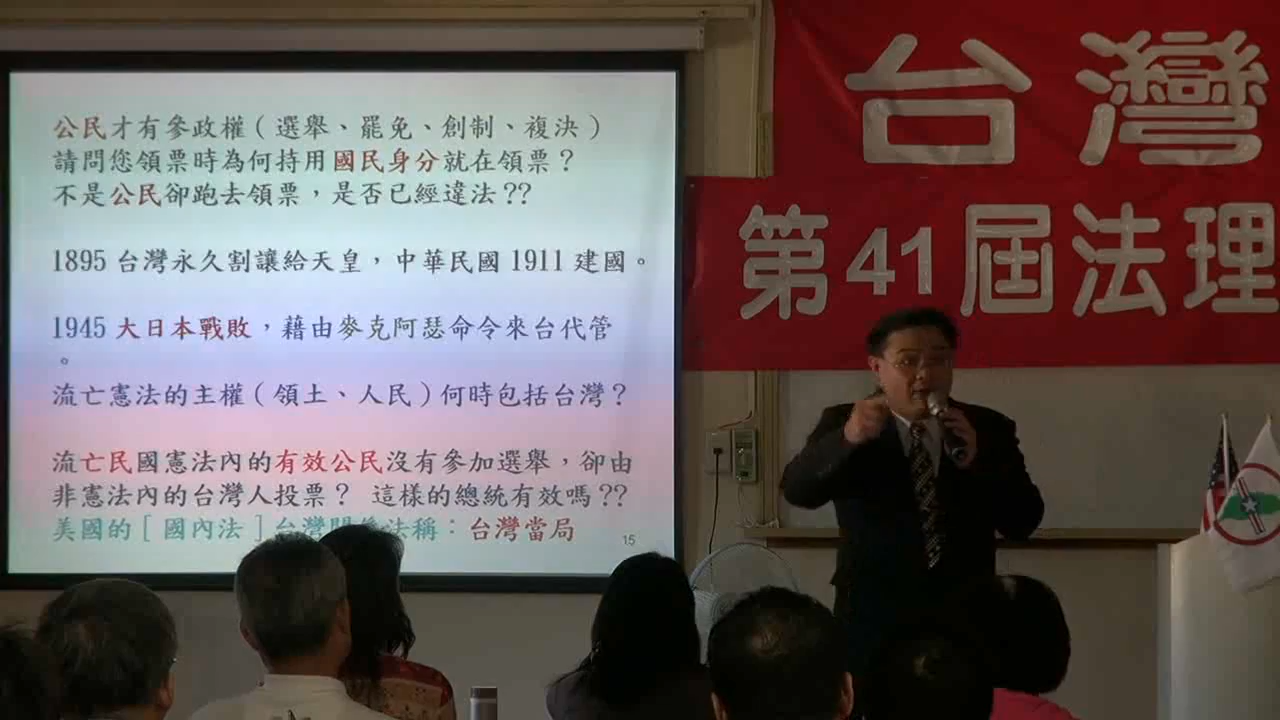 公民才有參政權（選舉、罷免、創制、複決）
請問您領票時為何持用國民身分就在領票？
不是公民卻跑去領票，是否已經違法??
1895 台灣永久割讓給天皇，中華民國 1911 建國。
1945 大日本戰敗，藉由麥克阿瑟命令來台代管
。
流亡憲法的主權（領土、人民）何時包括台灣？
流亡民國憲法內的有效公民沒有參加選舉，卻由
非憲法內的台灣人投票？ 這樣的總統有效嗎??
美國的［國內法］台灣關係法稱：台灣當局
15
台灣
第41屆法理